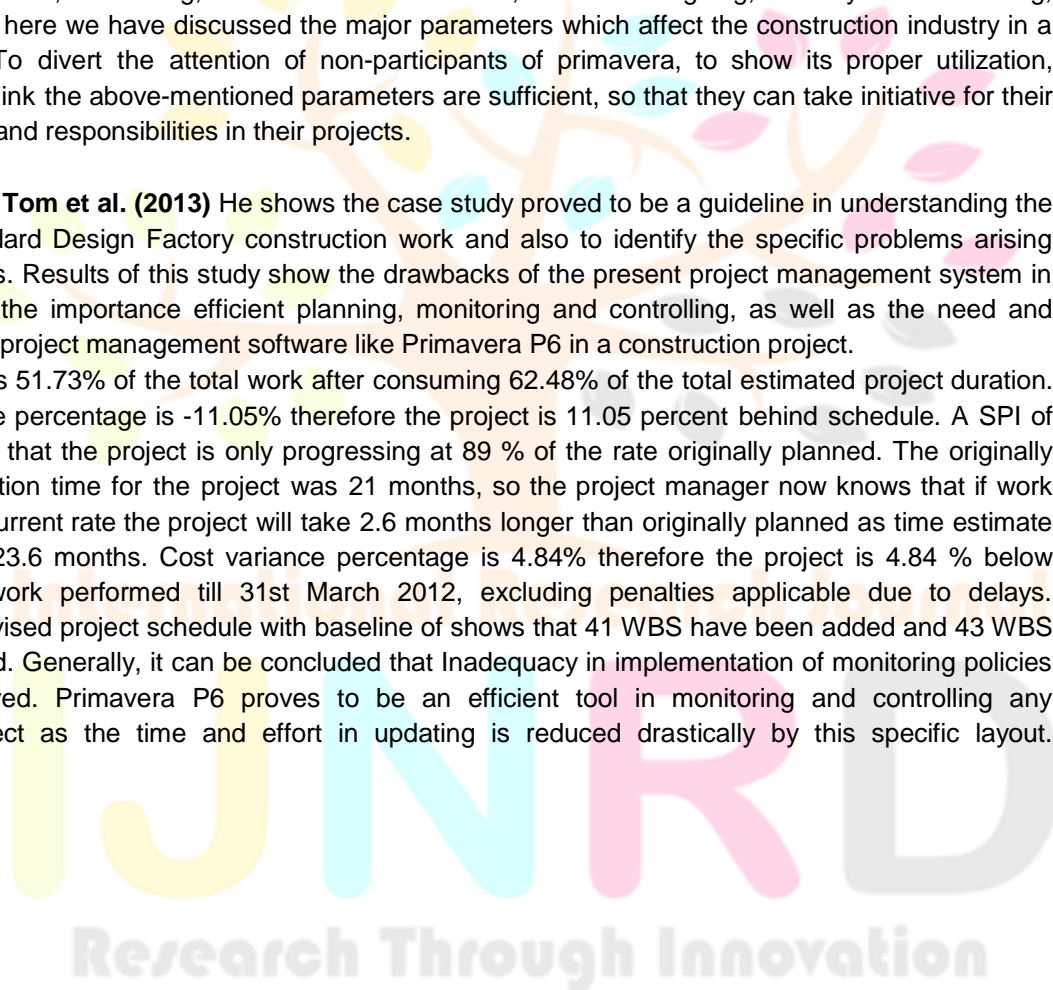 here we have discussed the major parameters which affect the construction industry in a
To divert the attention of non-participants of primavera, to show its proper utilization,
ink the above-mentioned parameters are sufficient, so that they can take initiative for their
and responsibilities in their projects.
Tom et al. (2013) He shows the case study proved to be a guideline in understanding the
dard Design Factory construction work and also to identify the specific problems arising
s. Results of this study show the drawbacks of the present project management system in
the importance efficient planning, monitoring and controlling, as well as the need and
project management software like Primavera P6 in a construction project.
s 51.73% of the total work after consuming 62.48% of the total estimated project duration.
e percentage is -11.05% therefore the project is 11.05 percent behind schedule. A SPI of
that the project is only progressing at 89 % of the rate originally planned. The originally
tion time for the project was 21 months, so the project manager now knows that if work
current rate the project will take 2.6 months longer than originally planned as time estimate
23.6 months. Cost variance percentage is 4.84% therefore the project is 4.84 % below
work performed till 31st March 2012, excluding penalties applicable due to delays.
International Research Journal
vised project schedule with baseline of shows that 41 WBS have been added and 43 WBS
d. Generally, it can be concluded that Inadequacy in implementation of monitoring policies
ved. Primavera P6 proves to be an efficient tool in monitoring and controlling any
ect as the time and effort in updating is reduced drastically by this specific layout.
IJNRD
Research Through Innovation